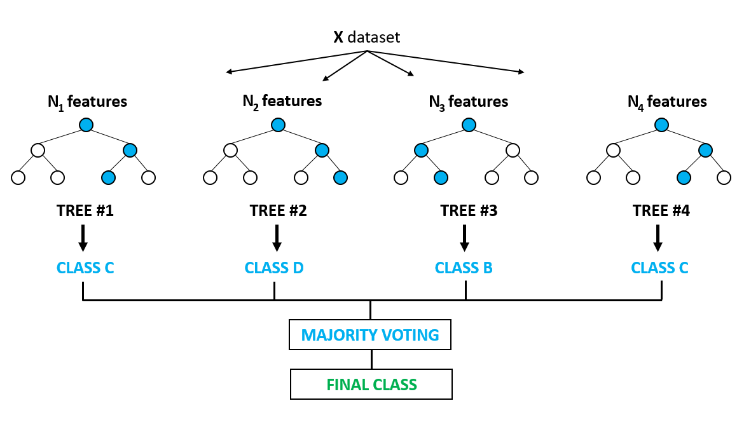 X dataset
N1 features
N2 features
N3 features
N4 features
TREE #1
TREE #2
TREE #3
TREE #4
CLASS C
CLASS D
CLASS B
CLASS C
MAJORITY VOTING
FINAL CLASS